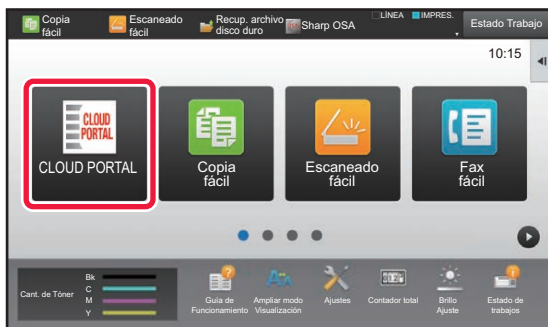 Copia
fácil
Escaneado
fácil
Recup. archivo
disco duro
Sharp OSA
LÍNEA
IMPRES.
Estado Trabajo
10:15
CLOUD
PORTAL
CLOUD PORTAL
Copia
fácil
Escaneado
fácil
Fax
fácil
Cant. de Tóner
Bk
C
M
Y
Guía de
Funcionamiento
Ampliar modo
Visualización
Ajustes
Contador total
Brillo
Ajuste
Estado de
trabajos